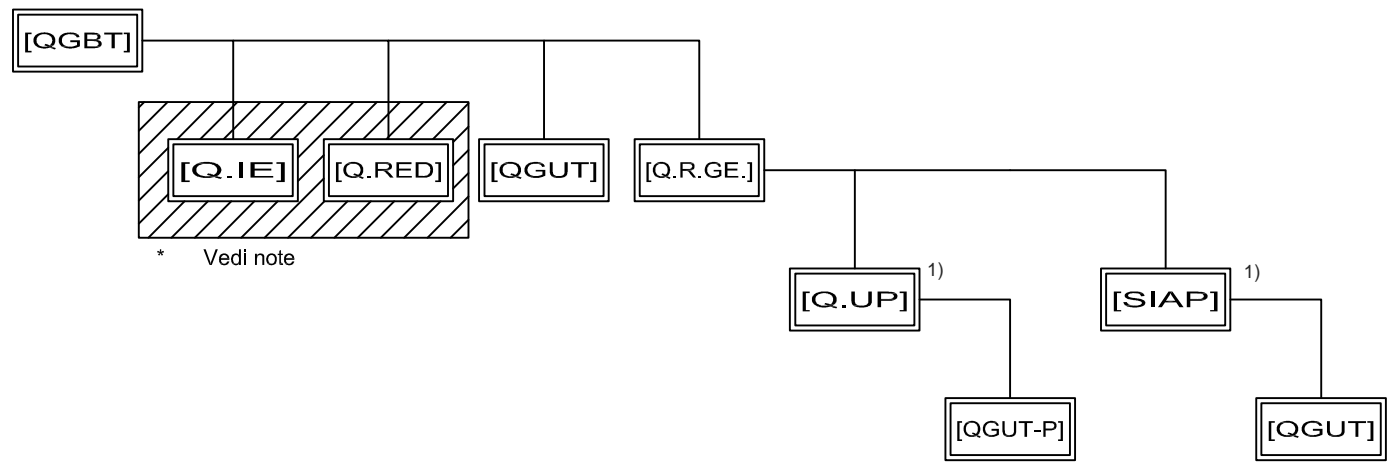 [QGBT]
[Q.IE]
[Q.RED]
[QGUT]
[Q.R.GE.]
* Vedi note
[Q.UP] 1)
[SIAP] 1)
[QGUT-P]
[QGUT]